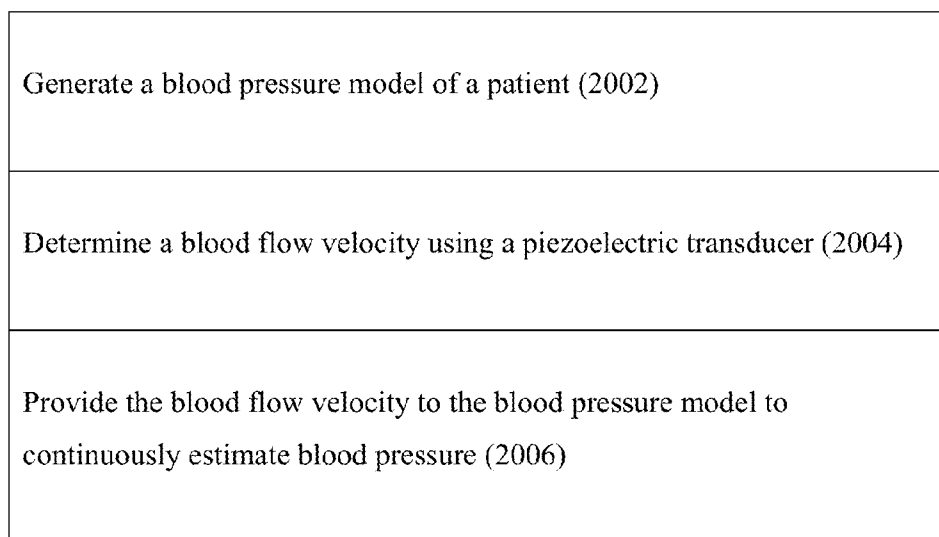 Generate a blood pressure model of a patient (2002)
Determine a blood flow velocity using a piezoelectric transducer (2004)
Provide the blood flow velocity to the blood pressure model to
continuously estimate blood pressure (2006)